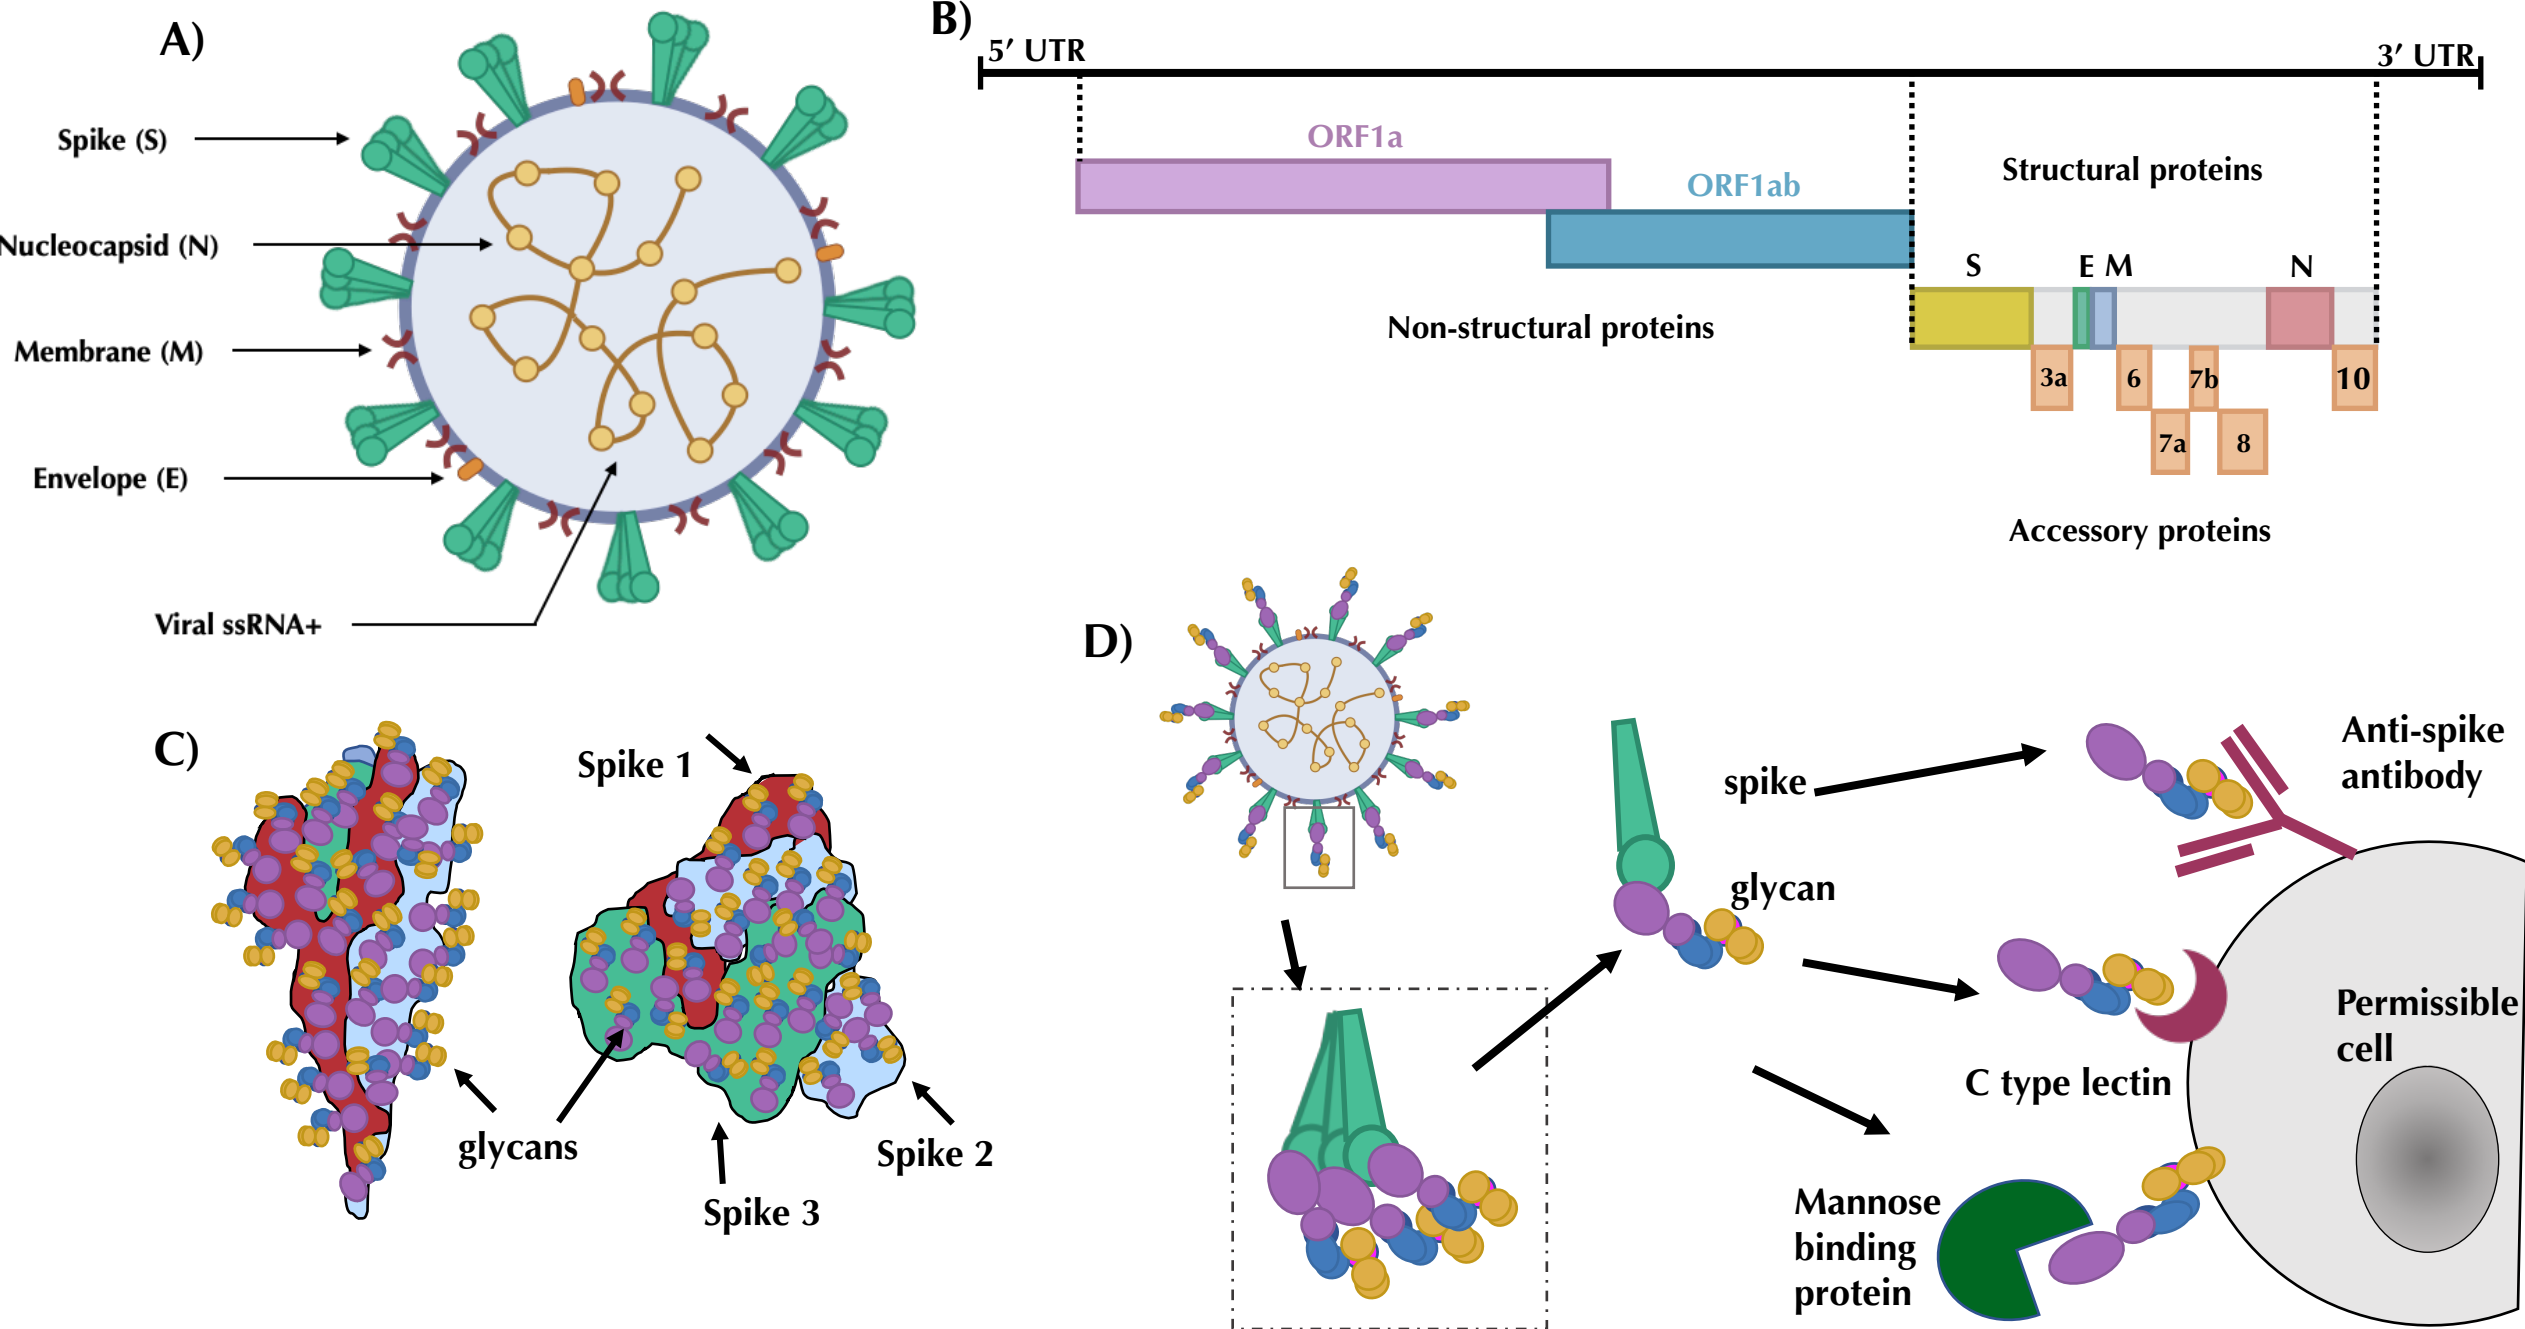 A)
Spike (S)
Nucleocapsid (N)
Membrane (M)
Envelope (E)
Viral ssRNA+
B)
5′ UTR
3′ UTR
ORF1a
ORF1ab
Structural proteins
S
E
M
N
Non-structural proteins
3a
6
7b
10
7a
8
Accessory proteins
C)
Spike 1
glycans
Spike 2
Spike 3
D)
spike
glycan
Anti-spike
antibody
C type lectin
Permissible
cell
Mannose
binding
protein